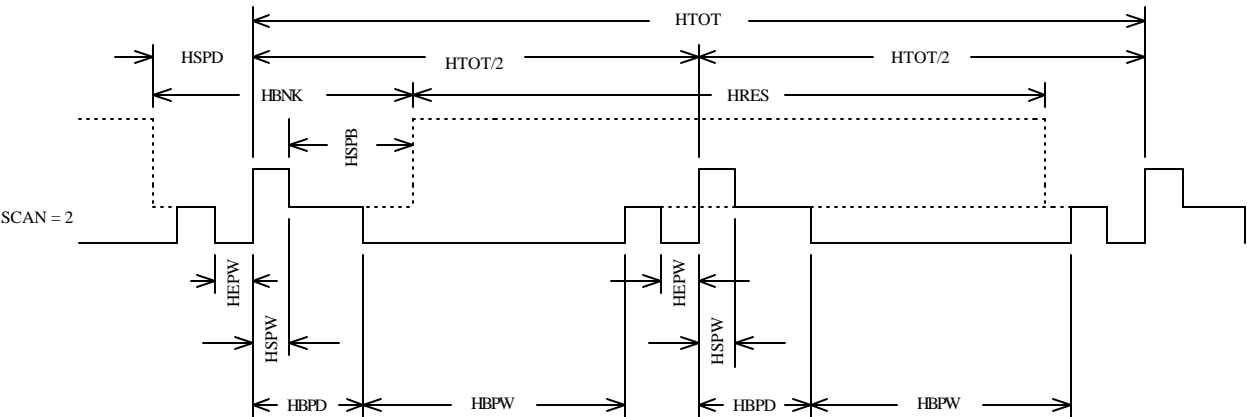 HTOT
HSPD
HTOT/2
HTOT/2
HBNK
HRES
HSPB
SCAN = 2
HEPW
HEPW
HSPW
HSPW
HBPD
HBPW
HBPD
HBPW